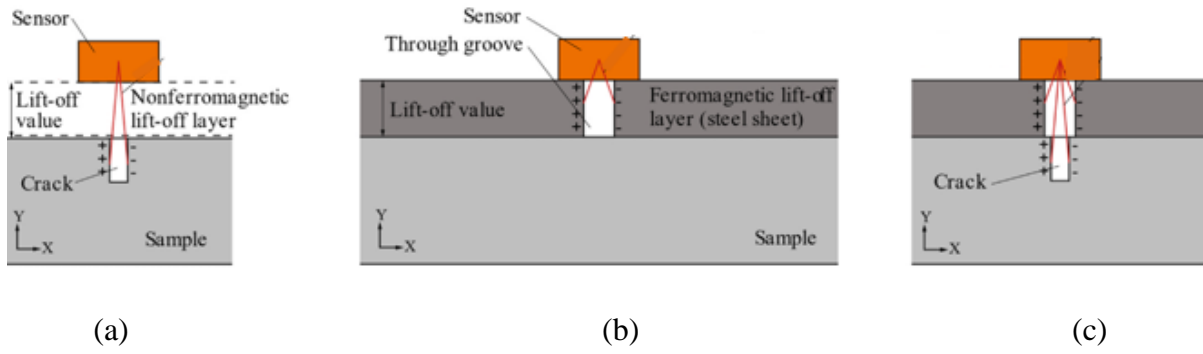 Sensor
Lift-off
value
Nonferromagnetic
lift-off layer
+ -
+ -
+ -
Crack
Y
X
Sample
(a)
Sensor
Through groove
Lift-off value
+ -
+ -
+ -
Ferromagnetic lift-off
layer (steel sheet)
Y
X
Sample
(b)
+ -
+ -
+ -
+ -
+ -
+ -
Crack
Y
X
(c)